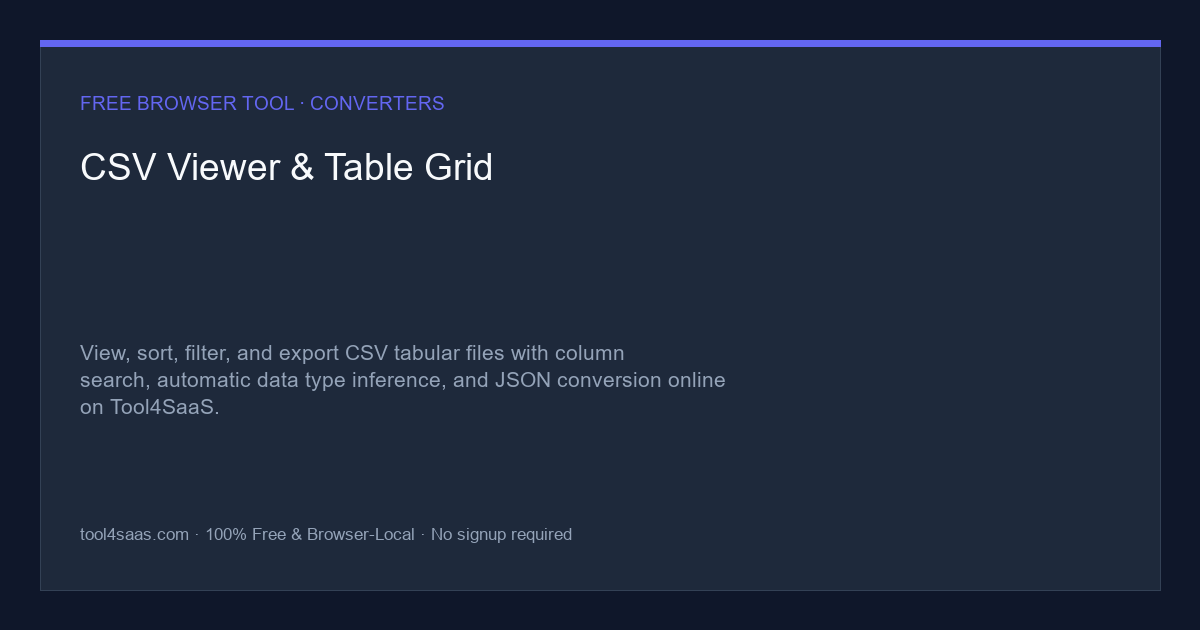 FREE BROWSER TOOL · CONVERTERS
CSV Viewer & Table Grid
View, sort, filter, and export CSV tabular files with column
search, automatic data type inference, and JSON conversion online
on Tool4SaaS.
tool4saas.com · 100% Free & Browser-Local · No signup required